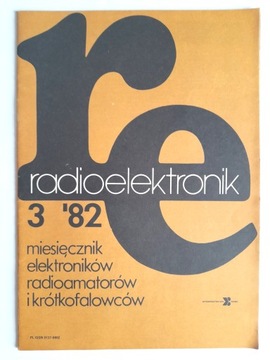 re
radioelektronik
3 '82
miesięcznik
elektroników
radioamatorów
i krótkofalowców